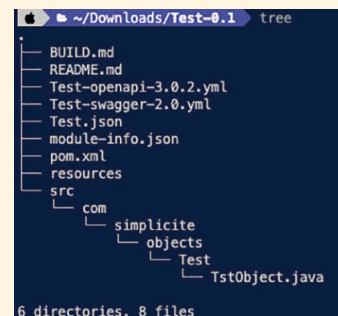 ~/Downloads/Test-0.1 tree
.
├── BUILD.md
├── README.md
├── Test-openapi-3.0.2.yml
├── Test-swagger-2.0.yml
├── Test.json
├── module-info.json
├── pom.xml
├── resources
└── src
    └── com
        └── simplicite
            └── objects
                └── Test
                    └── TstObject.java
6 directories, 8 files